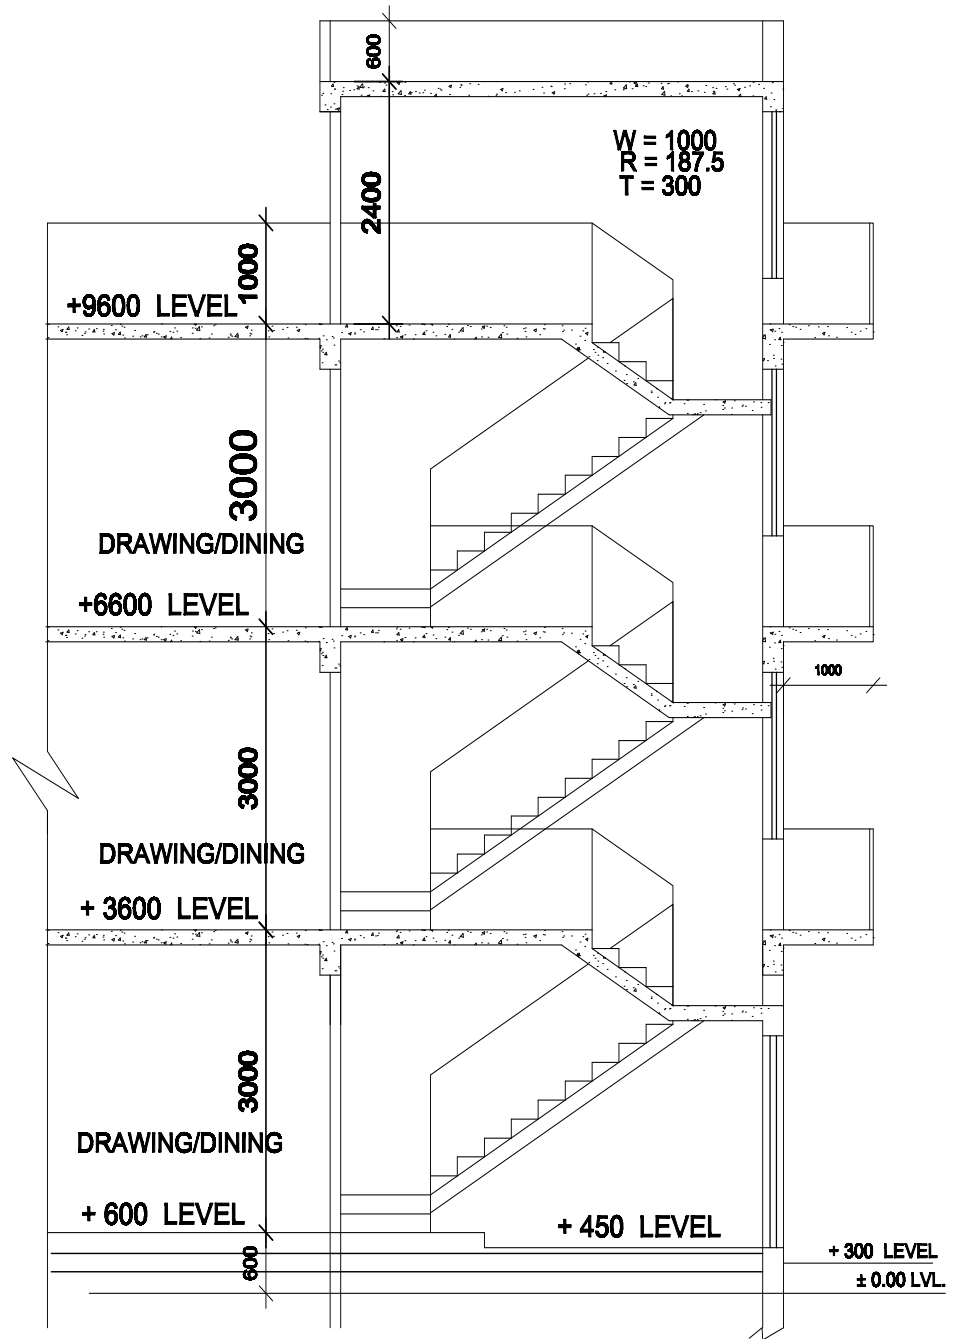 600
W = 1000
R = 187.5
T = 300
2400
1000
+9600 LEVEL
3000
DRAWING/DINING
+6600 LEVEL
1000
3000
DRAWING/DINING
+ 3600 LEVEL
3000
DRAWING/DINING
+ 600 LEVEL
+ 450 LEVEL
+ 300 LEVEL
600
± 0.00 LVL.